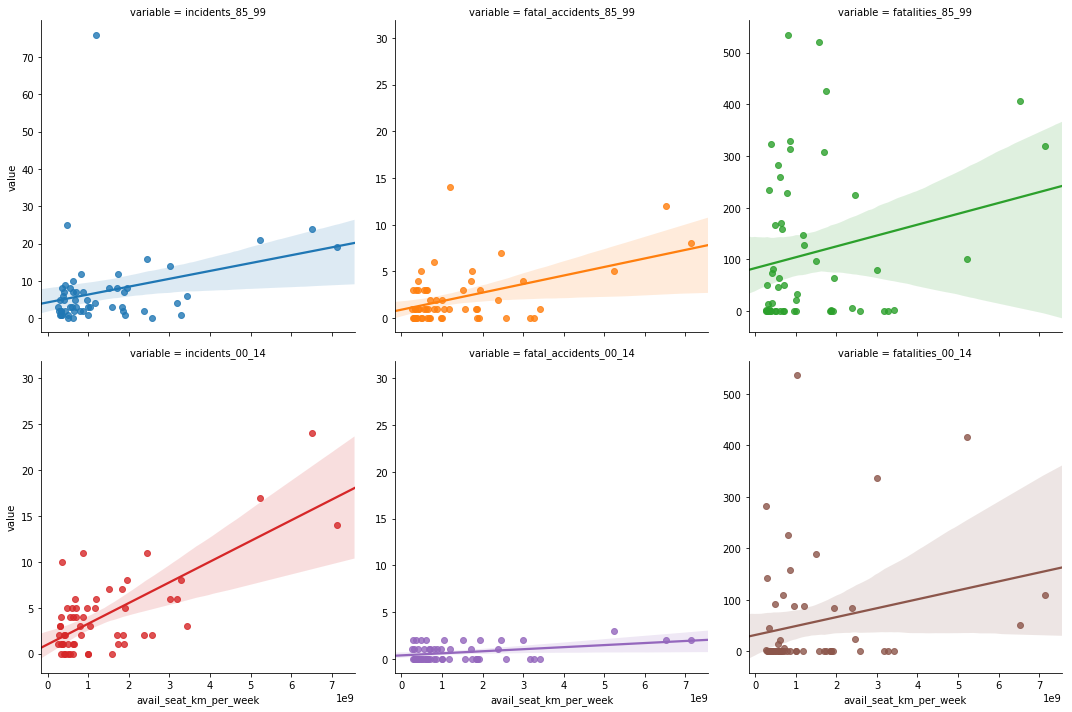 variable = incidents_85_99
variable = fatal_accidents_85_99
variable = fatalities_85_99
80
70
60
50
40
30
20
10
0
value
30
25
20
15
10
5
0
500
400
300
200
100
0
variable = incidents_00_14
variable = fatal_accidents_00_14
variable = fatalities_00_14
30
25
20
15
10
5
0
value
30
25
20
15
10
5
0
500
400
300
200
100
0
0 1 2 3 4 5 6 7
1e9
avail_seat_km_per_week
0 1 2 3 4 5 6 7
1e9
avail_seat_km_per_week
0 1 2 3 4 5 6 7
1e9
avail_seat_km_per_week